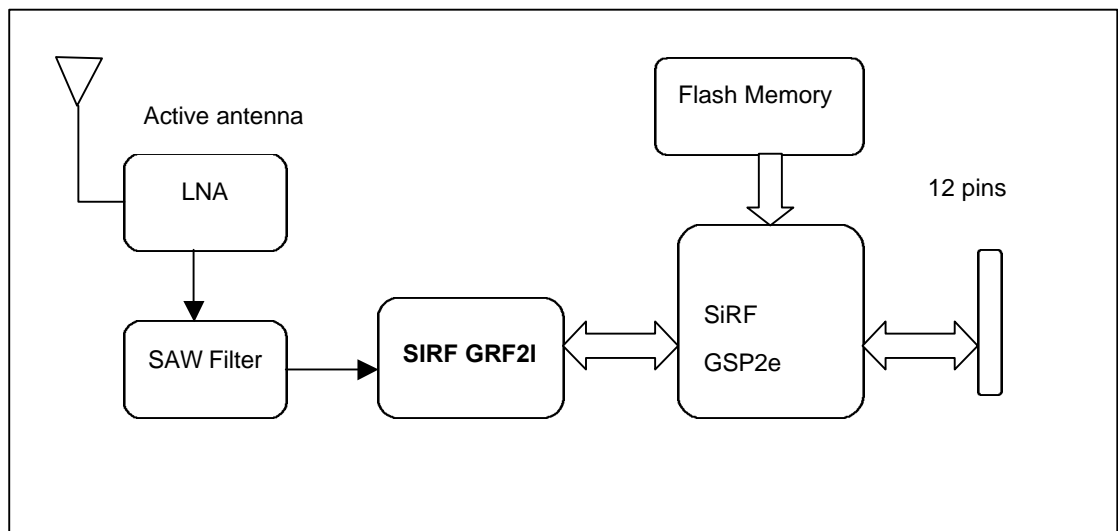 Flash Memory
Active antenna
LNA
12 pins
SAW Filter
SIRF GRF2I
SiRF
GSP2e